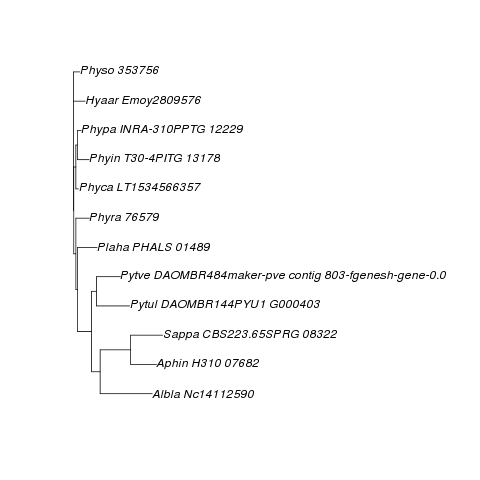 Physo 353756
Hyaar Emoy2809576
Phypa INRA-310PPTG 12229
Phyin T30-4PITG 13178
Phyca LT1534566357
Phyra 76579
Plaha PHALS 01489
Pytve DAOMBR484maker-pve contig 803-fgenesh-gene-0.0
Pytul DAOMBR144PYU1 G000403
Sappa CBS223.65SPRG 08322
Aphin H310 07682
Albla Nc14112590